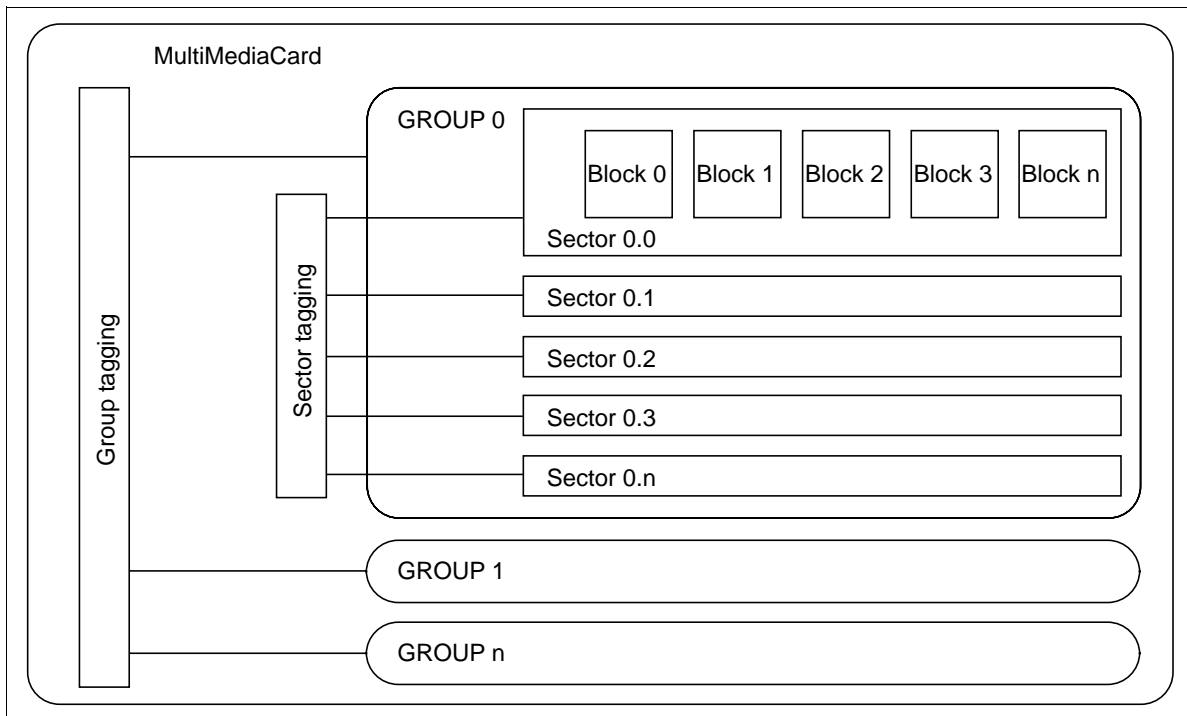 MultiMediaCard
Group tagging
Sector tagging
GROUP 0
Block 0
Block 1
Block 2
Block 3
Block n
Sector 0.0
Sector 0.1
Sector 0.2
Sector 0.3
Sector 0.n
GROUP 1
GROUP n